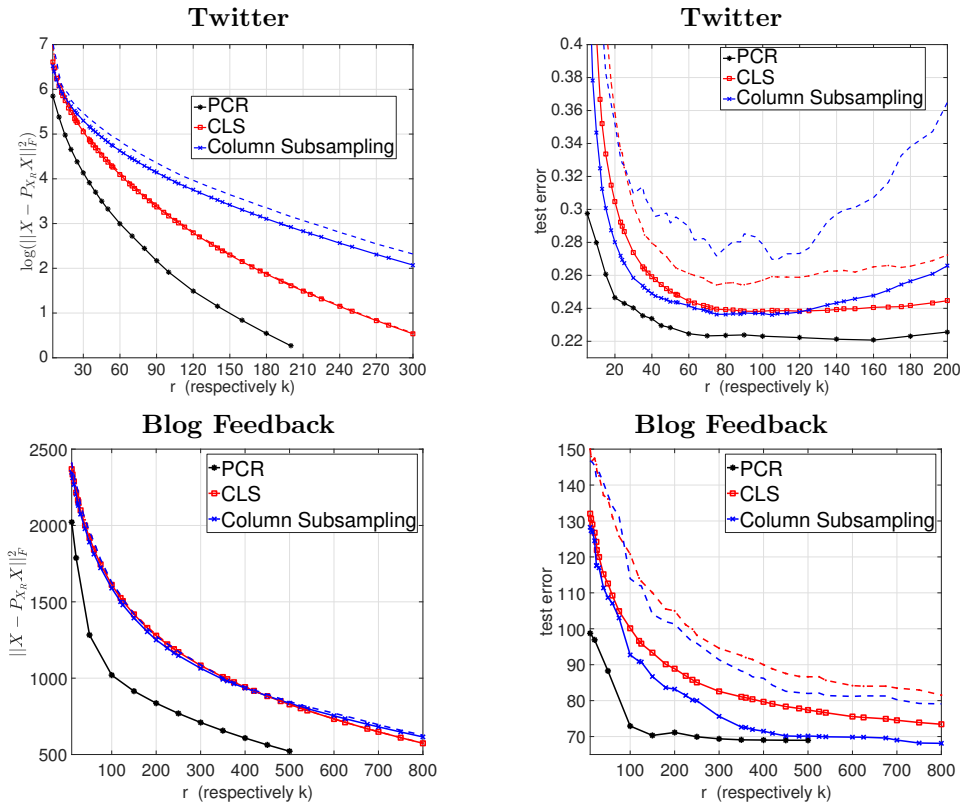 Twitter
log(||X − P_{X_R} X||²_F)
7
6
5
4
3
2
1
0
PCR
CLS
Column Subsampling
30 60 90 120 150 180 210 240 270 300
r (respectively k)
Twitter
test error
0.4
0.38
0.36
0.34
0.32
0.3
0.28
0.26
0.24
0.22
PCR
CLS
Column Subsampling
20 40 60 80 100 120 140 160 180 200
r (respectively k)
Blog Feedback
||X − P_{X_R} X||²_F
2500
2000
1500
1000
500
PCR
CLS
Column Subsampling
100 200 300 400 500 600 700 800
r (respectively k)
Blog Feedback
test error
150
140
130
120
110
100
90
80
70
PCR
CLS
Column Subsampling
100 200 300 400 500 600 700 800
r (respectively k)